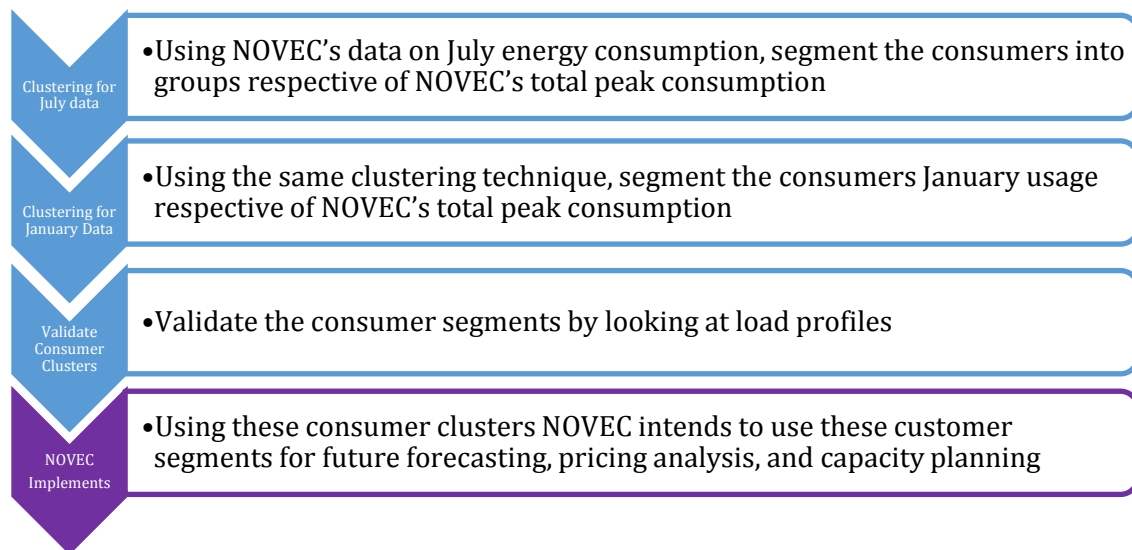 Clustering for
July data
•Using NOVEC’s data on July energy consumption, segment the consumers into
groups respective of NOVEC’s total peak consumption
Clustering for
January Data
•Using the same clustering technique, segment the consumers January usage
respective of NOVEC’s total peak consumption
Validate
Consumer
Clusters
•Validate the consumer segments by looking at load profiles
NOVEC
Implements
•Using these consumer clusters NOVEC intends to use these customer
segments for future forecasting, pricing analysis, and capacity planning